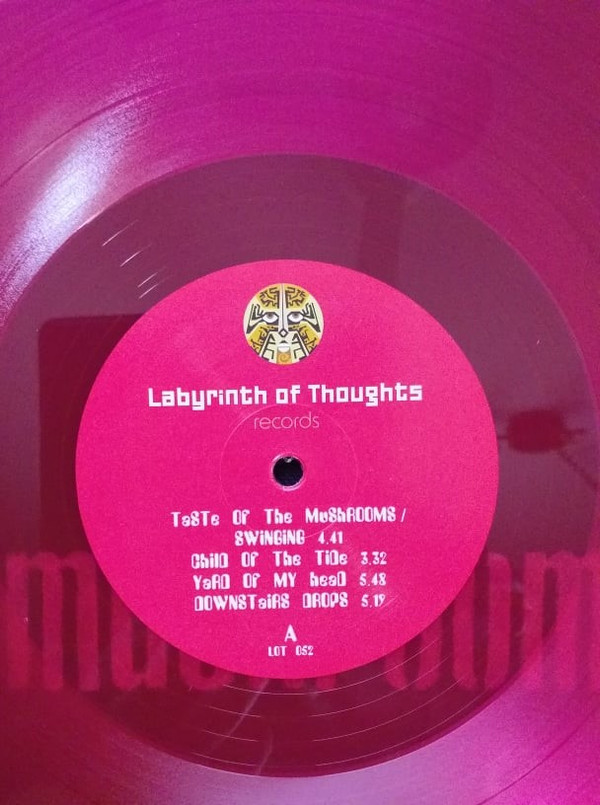 Labyrinth of Thoughts
records
TaSTe Of The MuShROOMS /
SWiNGiNG 4.41
ChilD Of The TiDe 3.32
YaRD Of MY heaD 5.48
DOWNSTaiRS DROPS 5.19
A
LOT 052